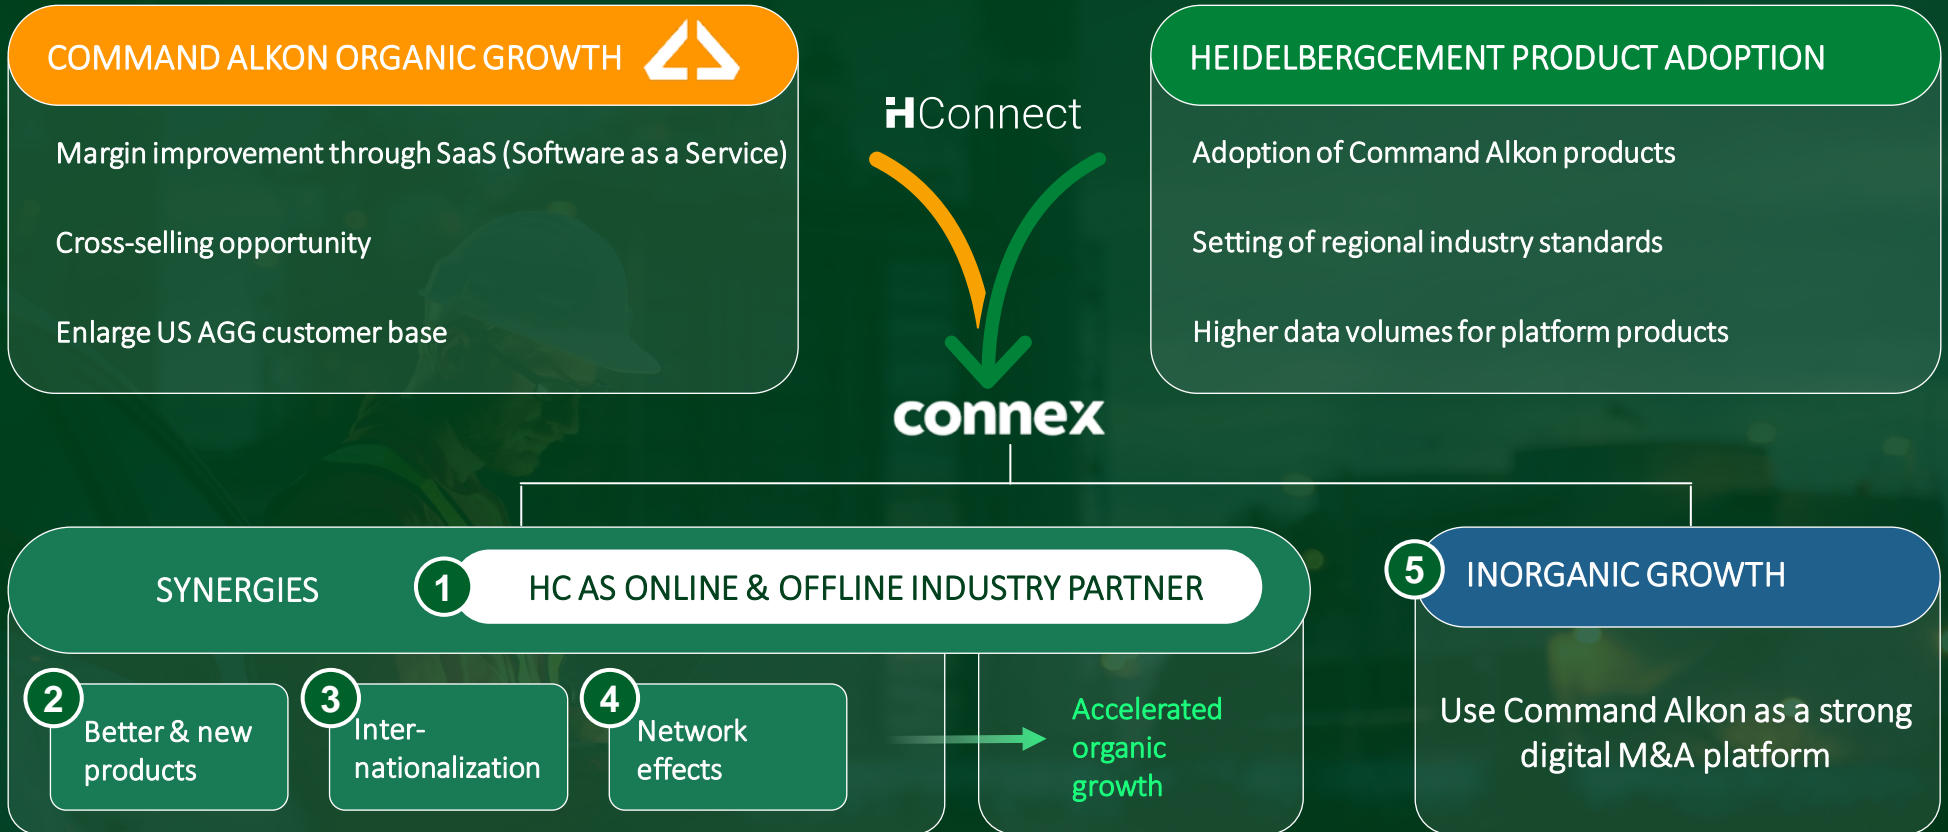 COMMAND ALKON ORGANIC GROWTH
Margin improvement through SaaS (Software as a Service)
Cross-selling opportunity
Enlarge US AGG customer base
HConnect
connex
HEIDELBERGCEMENT PRODUCT ADOPTION
Adoption of Command Alkon products
Setting of regional industry standards
Higher data volumes for platform products
SYNERGIES
1
HC AS ONLINE & OFFLINE INDUSTRY PARTNER
2
Better & new
products
3
Inter-
nationalization
4
Network
effects
Accelerated
organic
growth
5
INORGANIC GROWTH
Use Command Alkon as a strong
digital M&A platform